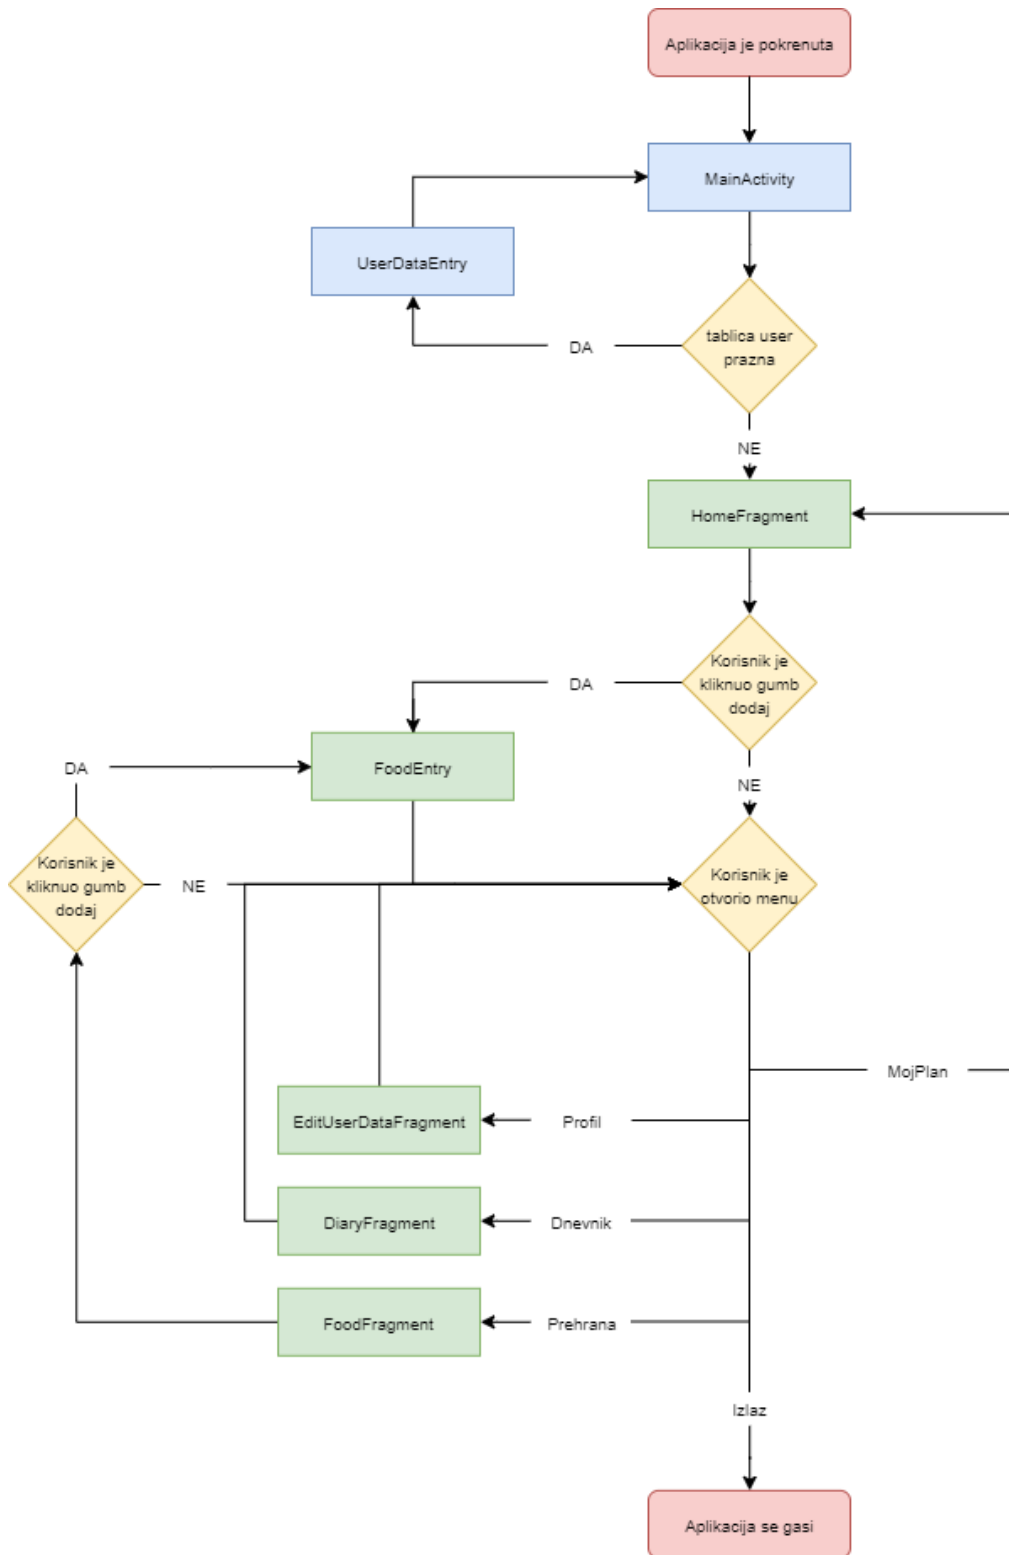 Aplikacija je pokrenuta
MainActivity
UserDataEntry
tablica user
prazna
DA
NE
HomeFragment
Korisnik je
kliknuo gumb
dodaj
DA
FoodEntry
DA
NE
Korisnik je
kliknuo gumb
dodaj
NE
Korisnik je
otvorio menu
MojPlan
EditUserDataFragment
Profil
DiaryFragment
Dnevnik
FoodFragment
Prehrana
Izlaz
Aplikacija se gasi